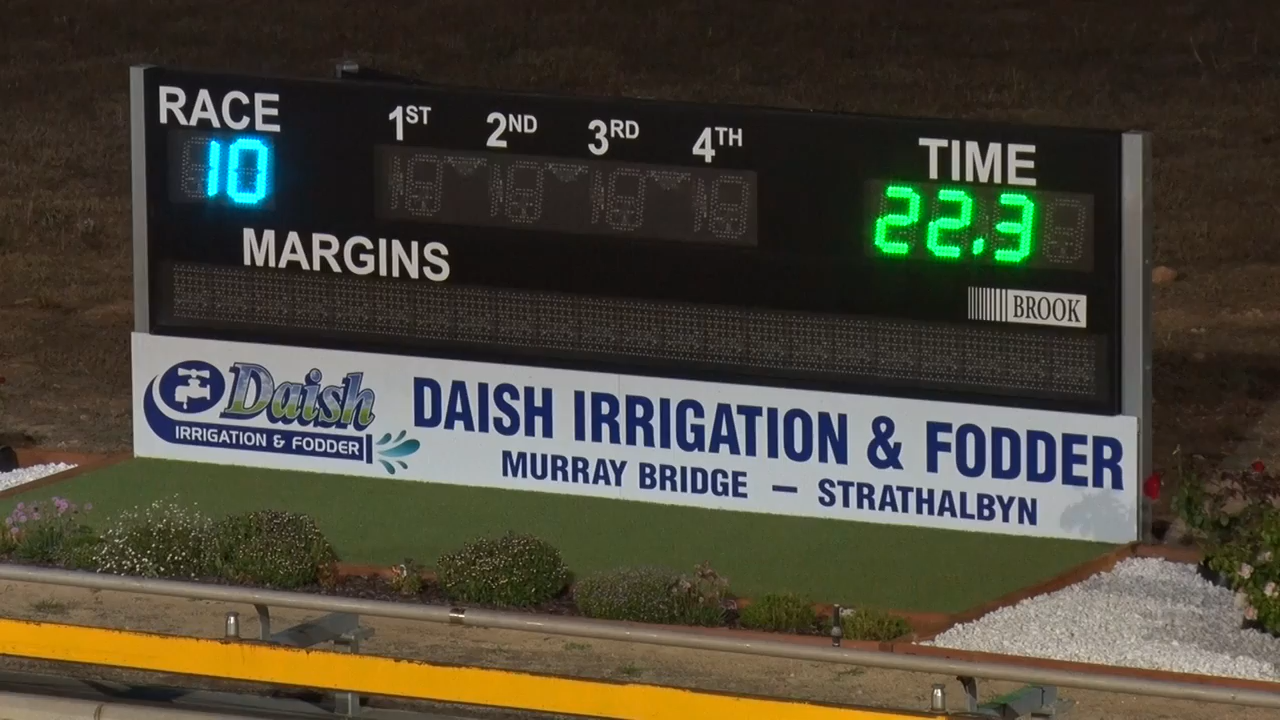 RACE 1ST 2ND 3RD 4TH TIME
10 22.3
MARGINS
BROOK
Daish
IRRIGATION & FODDER
DAISH IRRIGATION & FODDER
MURRAY BRIDGE — STRATHALBYN